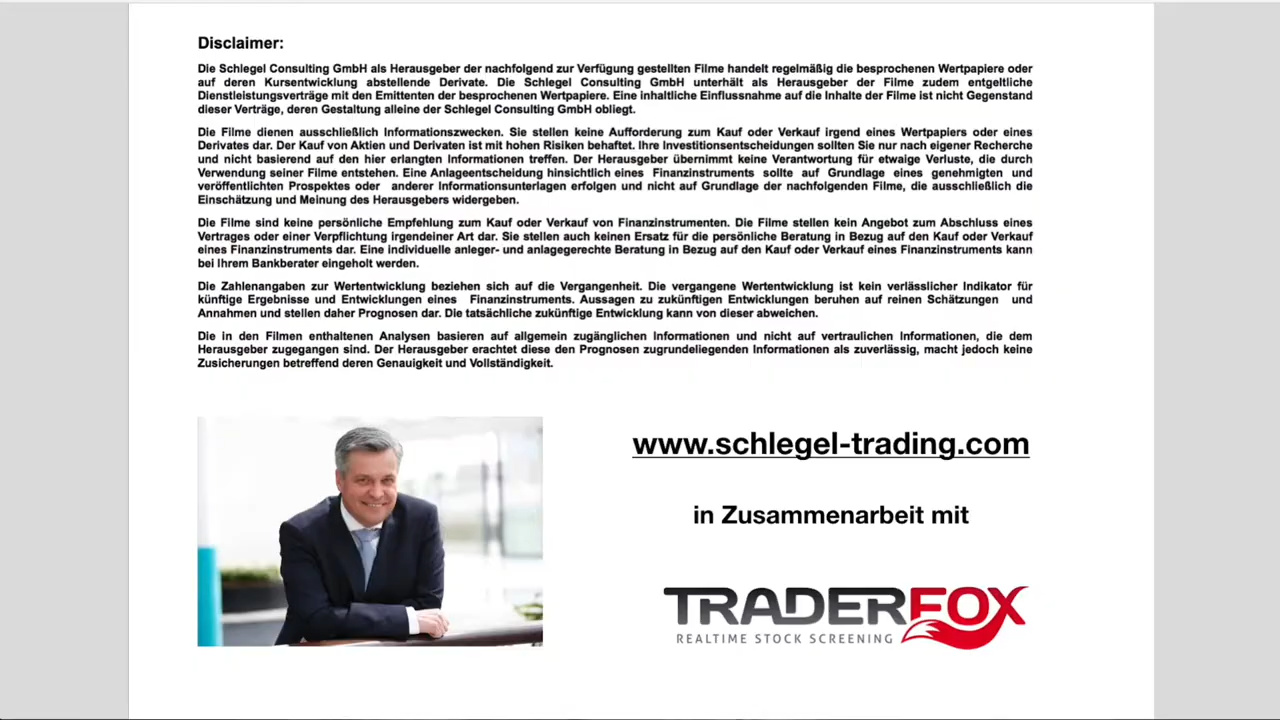 Disclaimer:
Die Schlegel Consulting GmbH als Herausgeber der nachfolgend zur Verfügung gestellten Filme handelt regelmäßig die besprochenen Wertpapiere oder
auf deren Kursentwicklung abstellende Derivate. Die Schlegel Consulting GmbH unterhält als Herausgeber der Filme zudem entgeltliche
Dienstleistungsverträge mit den Emittenten der besprochenen Wertpapiere. Eine inhaltliche Einflussnahme auf die Inhalte der Filme ist nicht Gegenstand
dieser Verträge, deren Gestaltung alleine der Schlegel Consulting GmbH obliegt.
Die Filme dienen ausschließlich Informationszwecken. Sie stellen keine Aufforderung zum Kauf oder Verkauf irgend eines Wertpapiers oder eines
Derivates dar. Der Kauf von Aktien und Derivaten ist mit hohen Risiken behaftet. Ihre Investitionsentscheidungen sollten Sie nur nach eigener Recherche
und nicht basierend auf den hier erlangten Informationen treffen. Der Herausgeber übernimmt keine Verantwortung für etwaige Verluste, die durch
Verwendung seiner Filme entstehen. Eine Anlageentscheidung hinsichtlich eines Finanzinstruments sollte auf Grundlage eines genehmigten und
veröffentlichten Prospektes oder anderer Informationsunterlagen erfolgen und nicht auf Grundlage der nachfolgenden Filme, die ausschließlich die
Einschätzung und Meinung des Herausgebers widergeben.
Die Filme sind keine persönliche Empfehlung zum Kauf oder Verkauf von Finanzinstrumenten. Die Filme stellen kein Angebot zum Abschluss eines
Vertrages oder einer Verpflichtung irgendeiner Art dar. Sie stellen auch keinen Ersatz für die persönliche Beratung in Bezug auf den Kauf oder Verkauf
eines Finanzinstruments dar. Eine individuelle anleger- und anlagegerechte Beratung in Bezug auf den Kauf oder Verkauf eines Finanzinstruments kann
bei Ihrem Bankberater eingeholt werden.
Die Zahlenangaben zur Wertentwicklung beziehen sich auf die Vergangenheit. Die vergangene Wertentwicklung ist kein verlässlicher Indikator für
künftige Ergebnisse und Entwicklungen eines Finanzinstruments. Aussagen zu zukünftigen Entwicklungen beruhen auf reinen Schätzungen und
Annahmen und stellen daher Prognosen dar. Die tatsächliche zukünftige Entwicklung kann von dieser abweichen.
Die in den Filmen enthaltenen Analysen basieren auf allgemein zugänglichen Informationen und nicht auf vertraulichen Informationen, die dem
Herausgeber zugegangen sind. Der Herausgeber erachtet diese den Prognosen zugrundeliegenden Informationen als zuverlässig, macht jedoch keine
Zusicherungen betreffend deren Genauigkeit und Vollständigkeit.
www.schlegel-trading.com
in Zusammenarbeit mit
TRADERFOX
REALTIME STOCK SCREENING